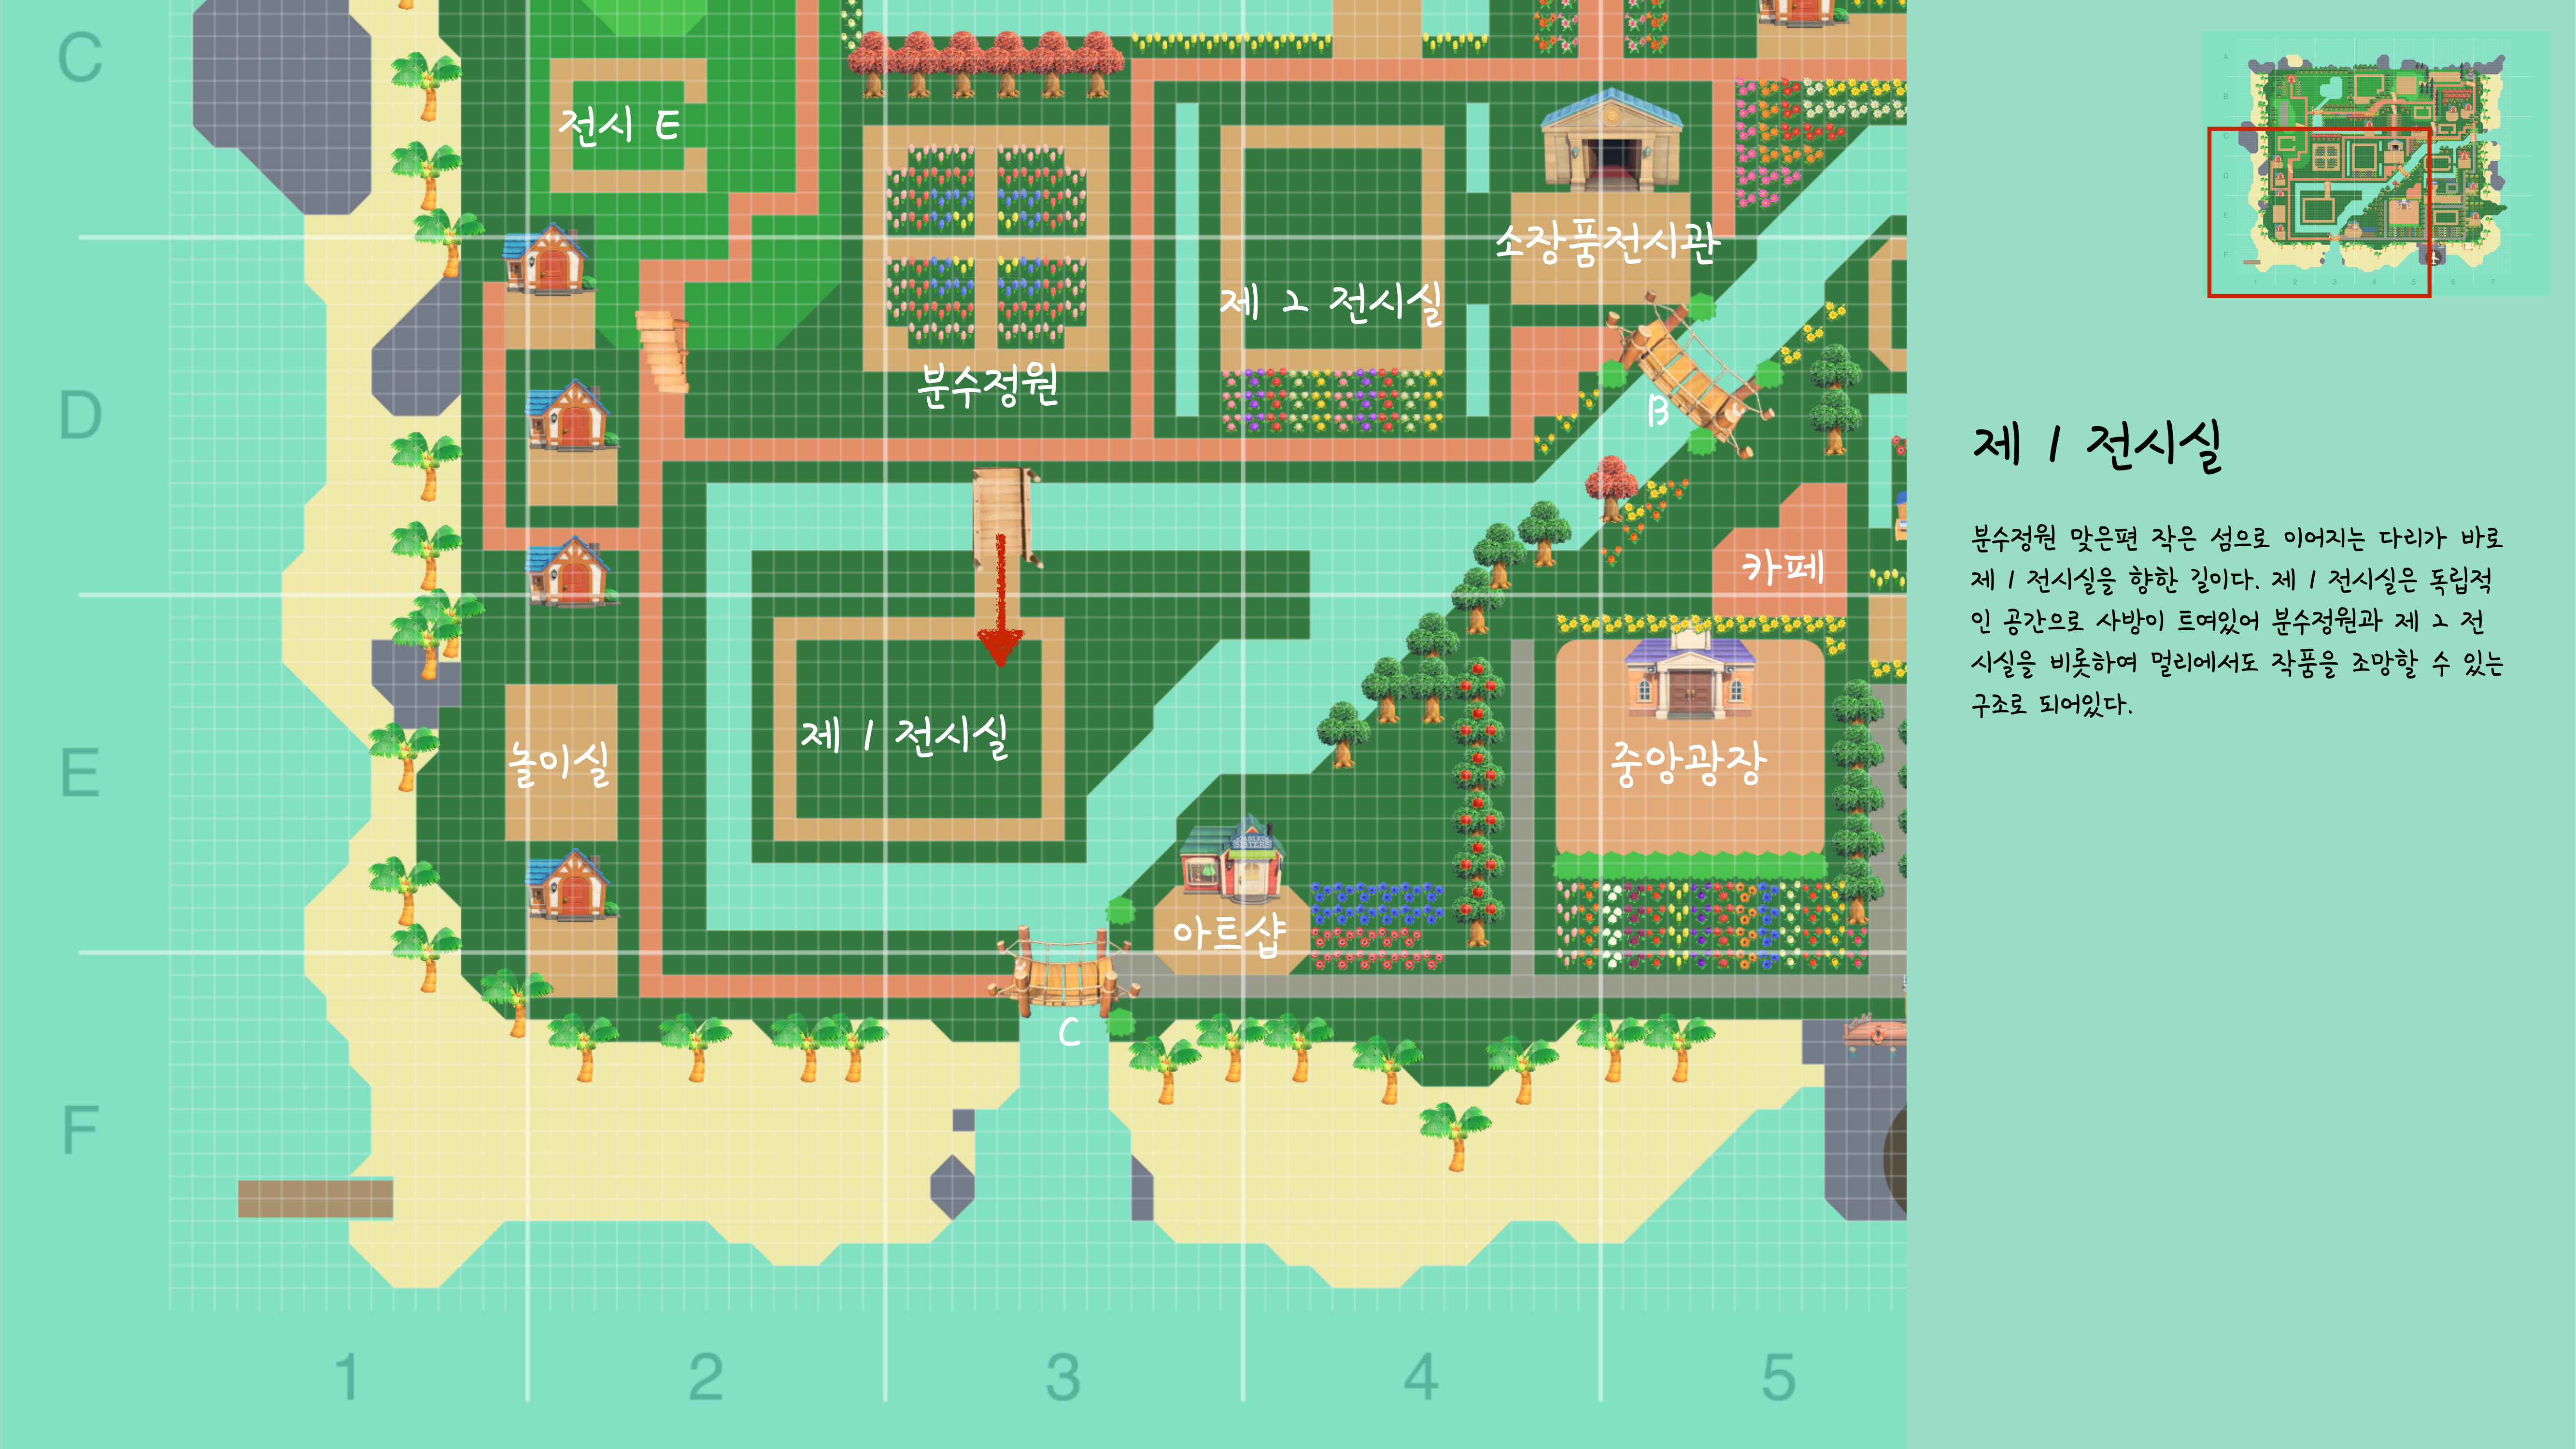 C
전시 E
소장품전시관
제 2 전시실
분수정원
D
B
카페
제 1 전시실
놀이실
중앙광장
E
아트샵
C
F
1
2
3
4
5
제 1 전시실
분수정원 맞은편 작은 섬으로 이어지는 다리가 바로
제 1 전시실을 향한 길이다. 제 1 전시실은 독립적
인 공간으로 사방이 트여있어 분수정원과 제 2 전
시실을 비롯하여 멀리에서도 작품을 조망할 수 있는
구조로 되어있다.